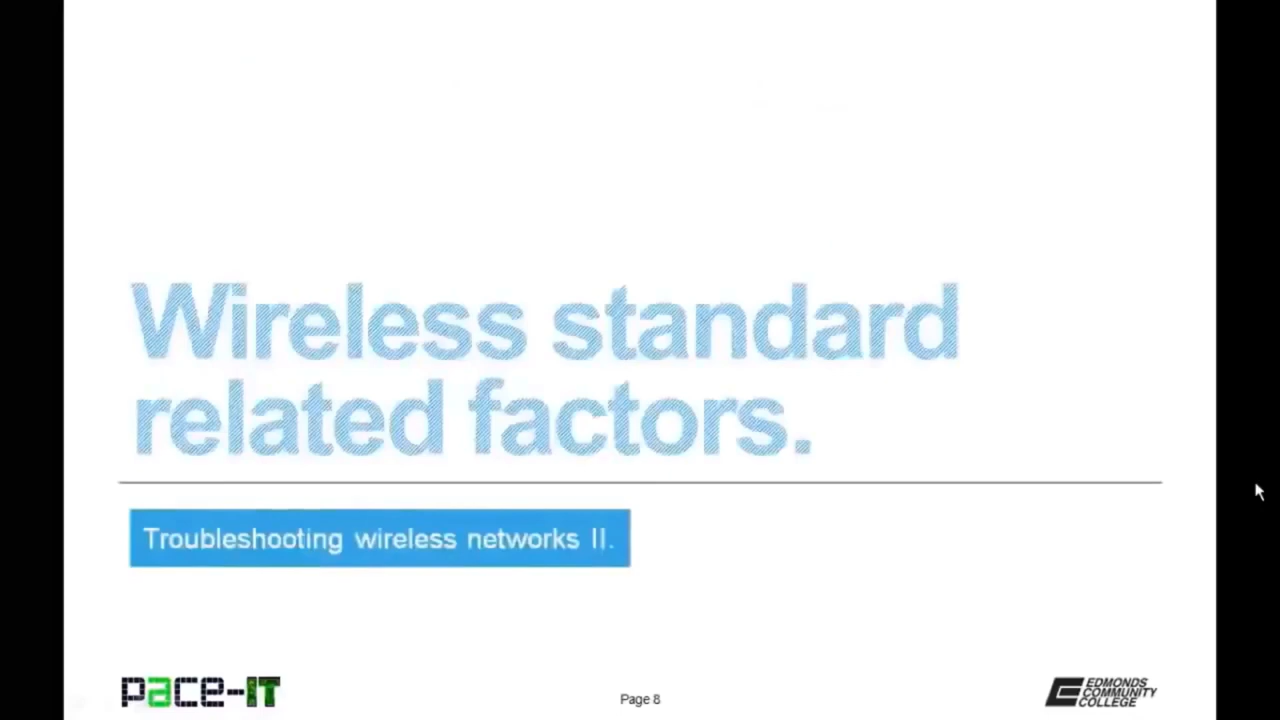 Wireless standard
related factors.
Troubleshooting wireless networks II.
pace-IT
Page 8
EDMONDS
COMMUNITY
COLLEGE